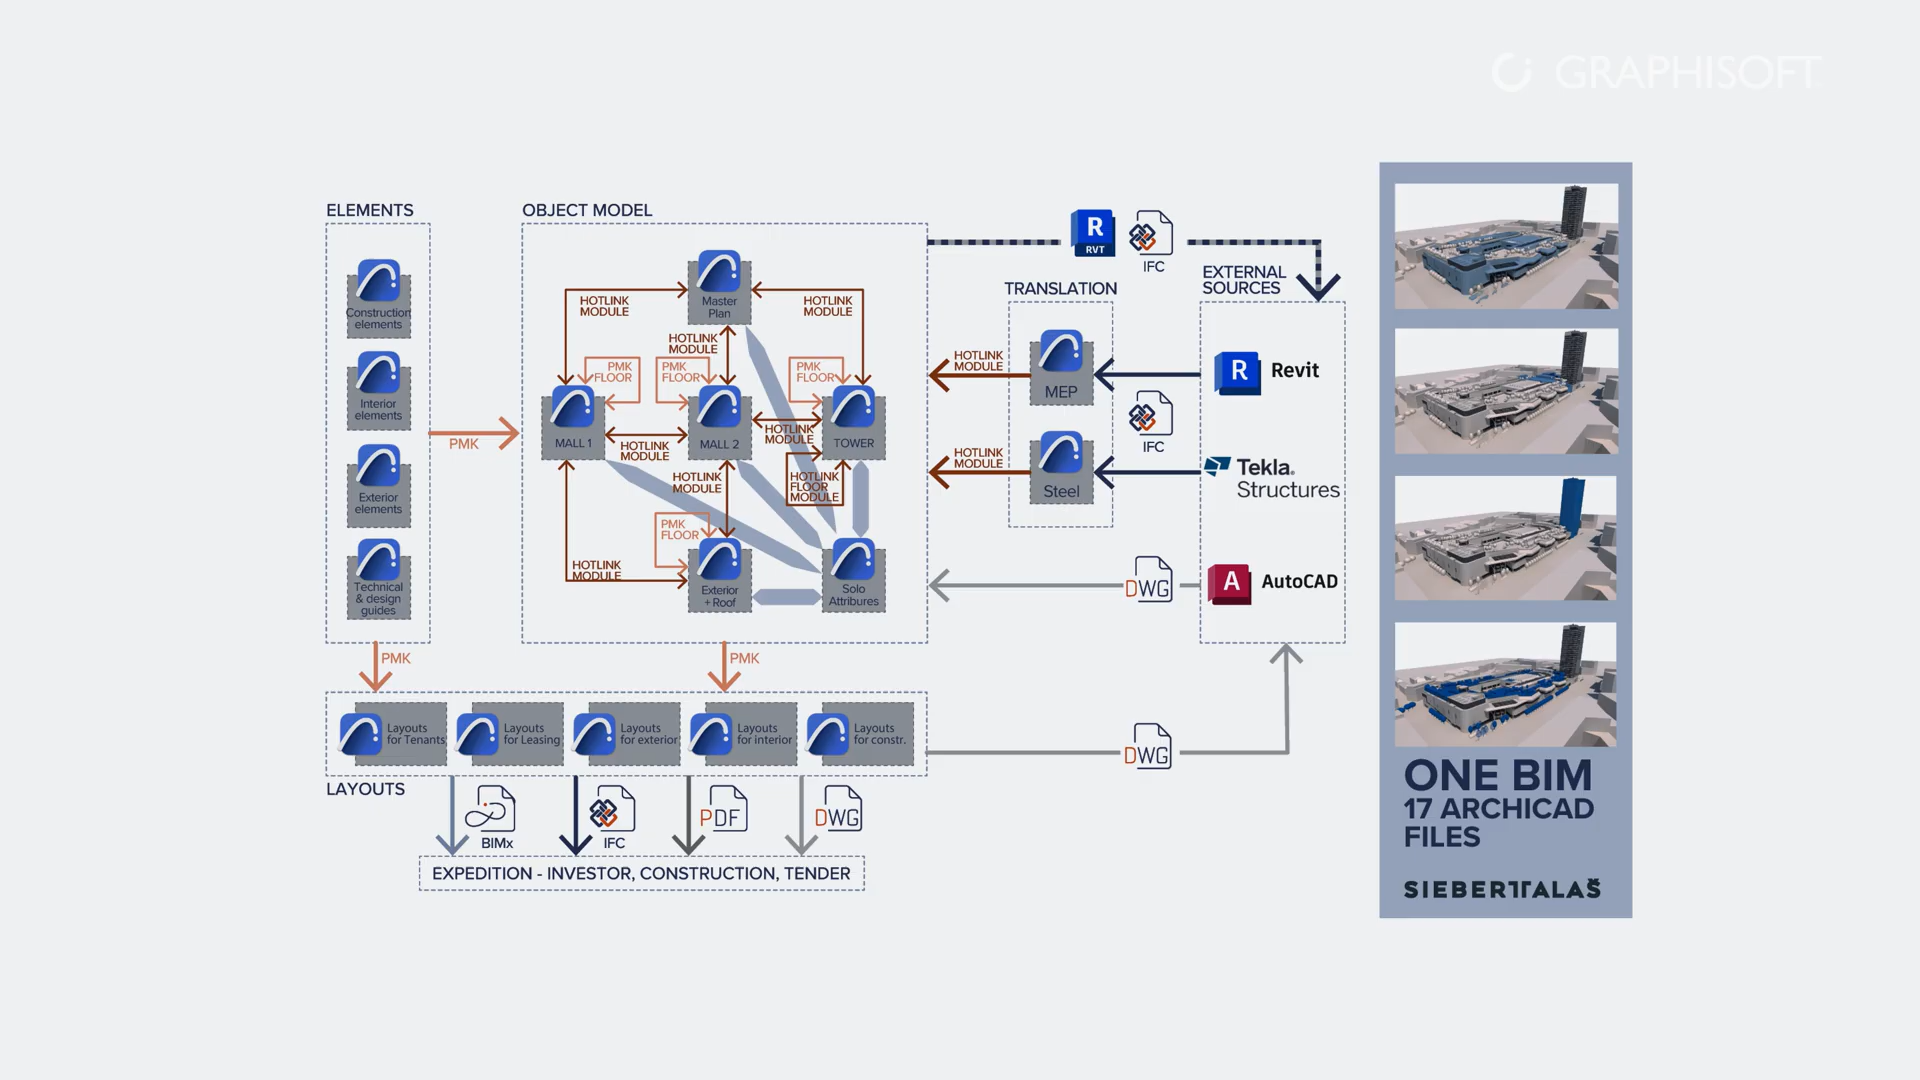 GRAPHISOFT
ELEMENTS
Construction
elements
Interior
elements
Exterior
elements
Technical
& design
guides
PMK
PMK
OBJECT MODEL
Master
Plan
HOTLINK
MODULE
HOTLINK
MODULE
HOTLINK
MODULE
PMK
FLOOR
PMK
FLOOR
PMK
FLOOR
MALL 1
MALL 2
TOWER
HOTLINK
MODULE
HOTLINK
MODULE
HOTLINK
MODULE
HOTLINK
FLOOR
MODULE
PMK
FLOOR
HOTLINK
MODULE
Exterior
+ Roof
Solo
Attribures
PMK
R
RVT
IFC
TRANSLATION
HOTLINK
MODULE
MEP
HOTLINK
MODULE
Steel
IFC
EXTERNAL
SOURCES
R
Revit
Tekla®
Structures
A
AutoCAD
DWG
DWG
Layouts
for Tenants
Layouts
for Leasing
Layouts
for exterior
Layouts
for interior
Layouts
for constr.
LAYOUTS
BIMx
IFC
PDF
DWG
EXPEDITION - INVESTOR, CONSTRUCTION, TENDER
ONE BIM
17 ARCHICAD
FILES
SIEBERTTALAŠ